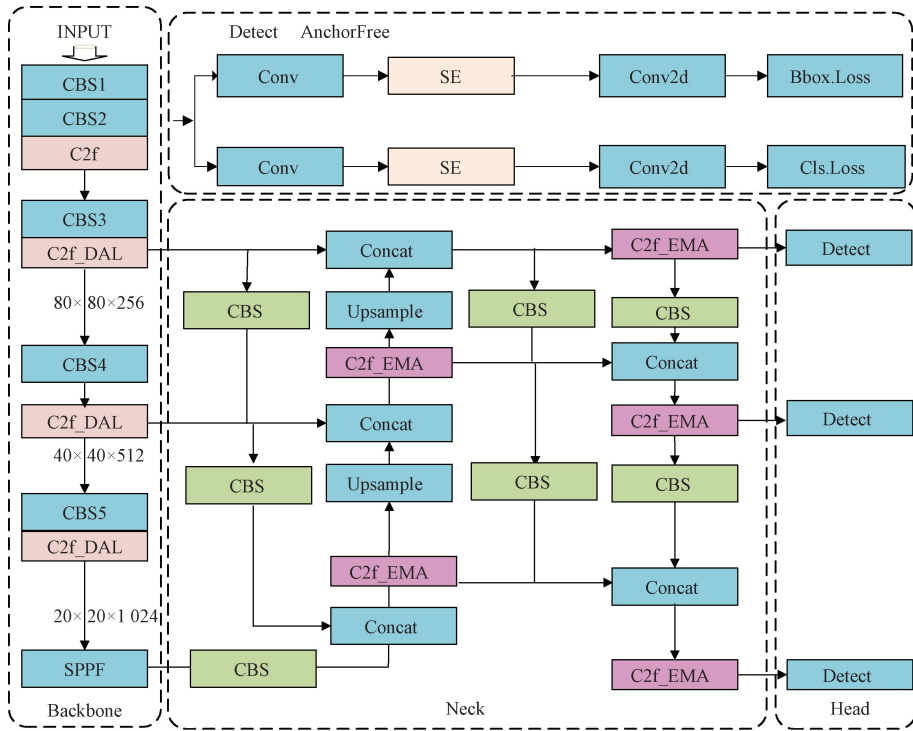 INPUT
CBS1
CBS2
C2f
CBS3
C2f_DAL
80×80×256
CBS4
C2f_DAL
40×40×512
CBS5
C2f_DAL
20×20×1 024
SPPF
Backbone
Detect AnchorFree
Conv SE Conv2d Bbox.Loss
Conv SE Conv2d Cls.Loss
Concat C2f_EMA
CBS Upsample CBS CBS
C2f_EMA Concat
Concat C2f_EMA
CBS Upsample CBS CBS
C2f_EMA Concat
Concat
CBS C2f_EMA
Neck
Detect
Detect
Detect
Head